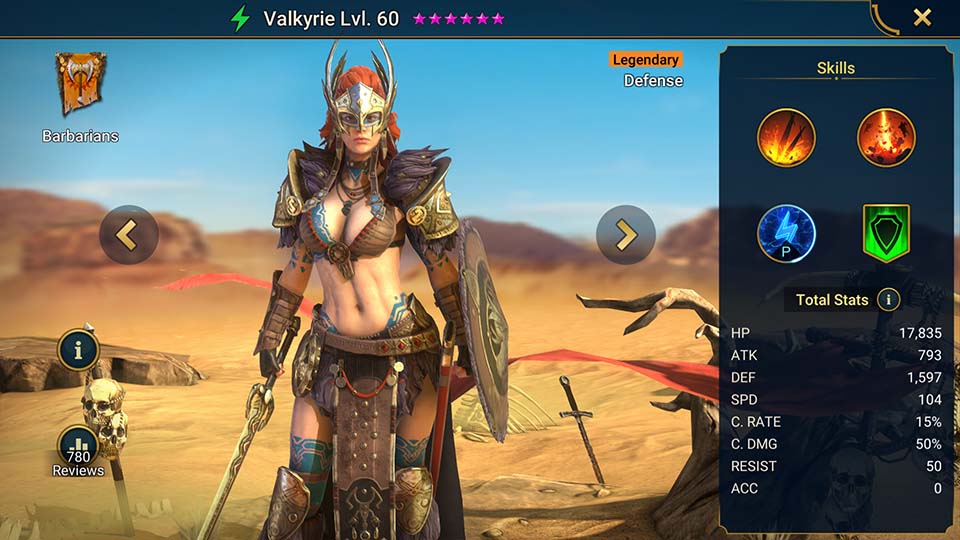 Valkyrie Lvl. 60
Legendary
Defense
Barbarians
Skills
P
Total Stats i
HP 17,835
ATK 793
DEF 1,597
SPD 104
C. RATE 15%
C. DMG 50%
RESIST 50
ACC 0
i
780
Reviews